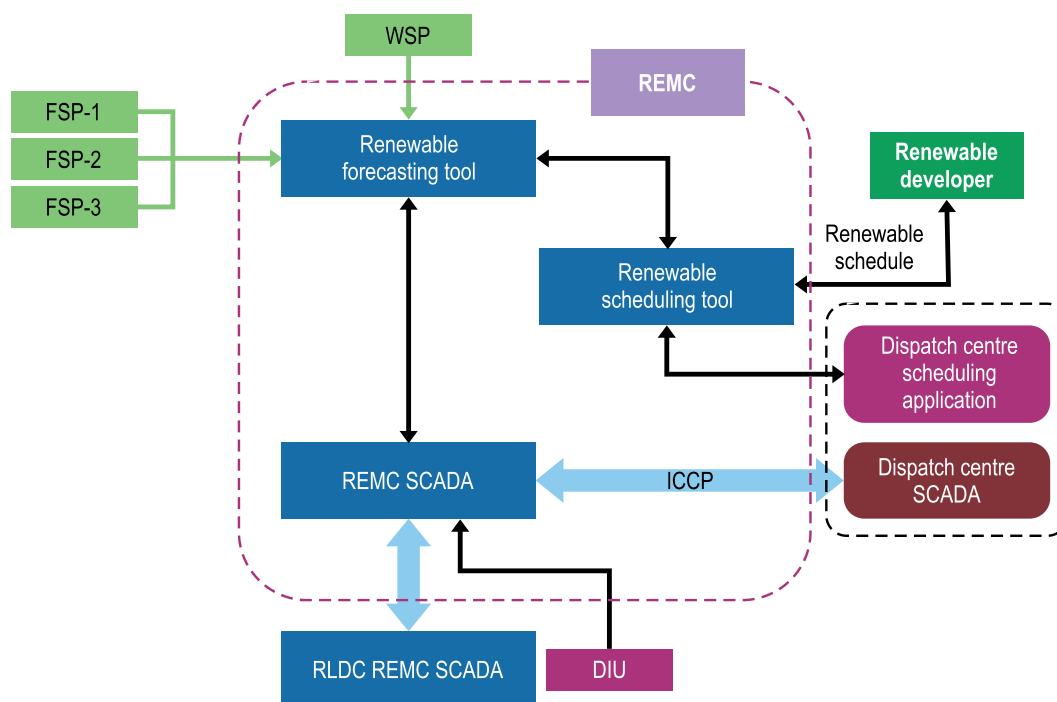 WSP
REMC
FSP-1
FSP-2
FSP-3
Renewable
forecasting tool
Renewable
developer
Renewable
schedule
Renewable
scheduling tool
Dispatch centre
scheduling
application
REMC SCADA
ICCP
Dispatch centre
SCADA
RLDC REMC SCADA
DIU